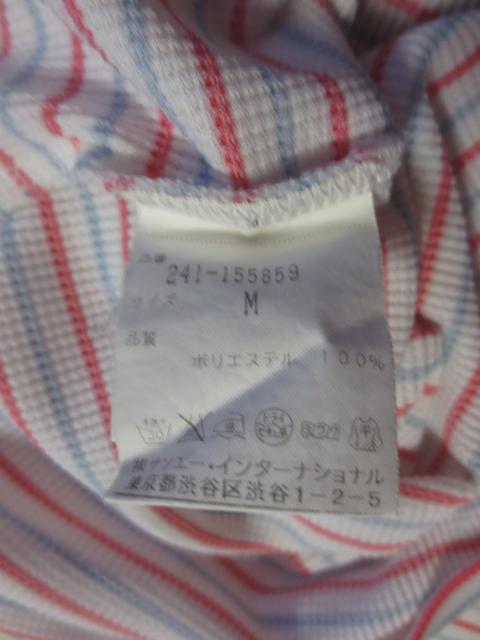 品番
241-155859
サイズ M
品質
ポリエステル 100%
㈱サンエー・インターナショナル
東京都渋谷区渋谷1-2-5